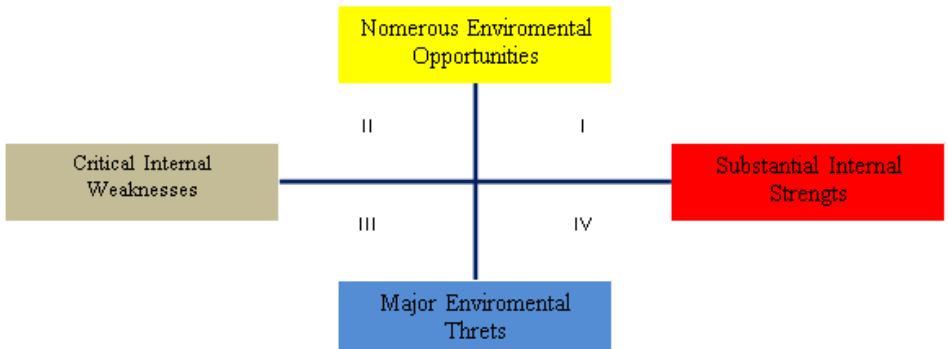 Nomerous Enviromental
Opportunities
II
I
Critical Internal
Weaknesses
Substantial Internal
Strengts
III
IV
Major Enviromental
Threts